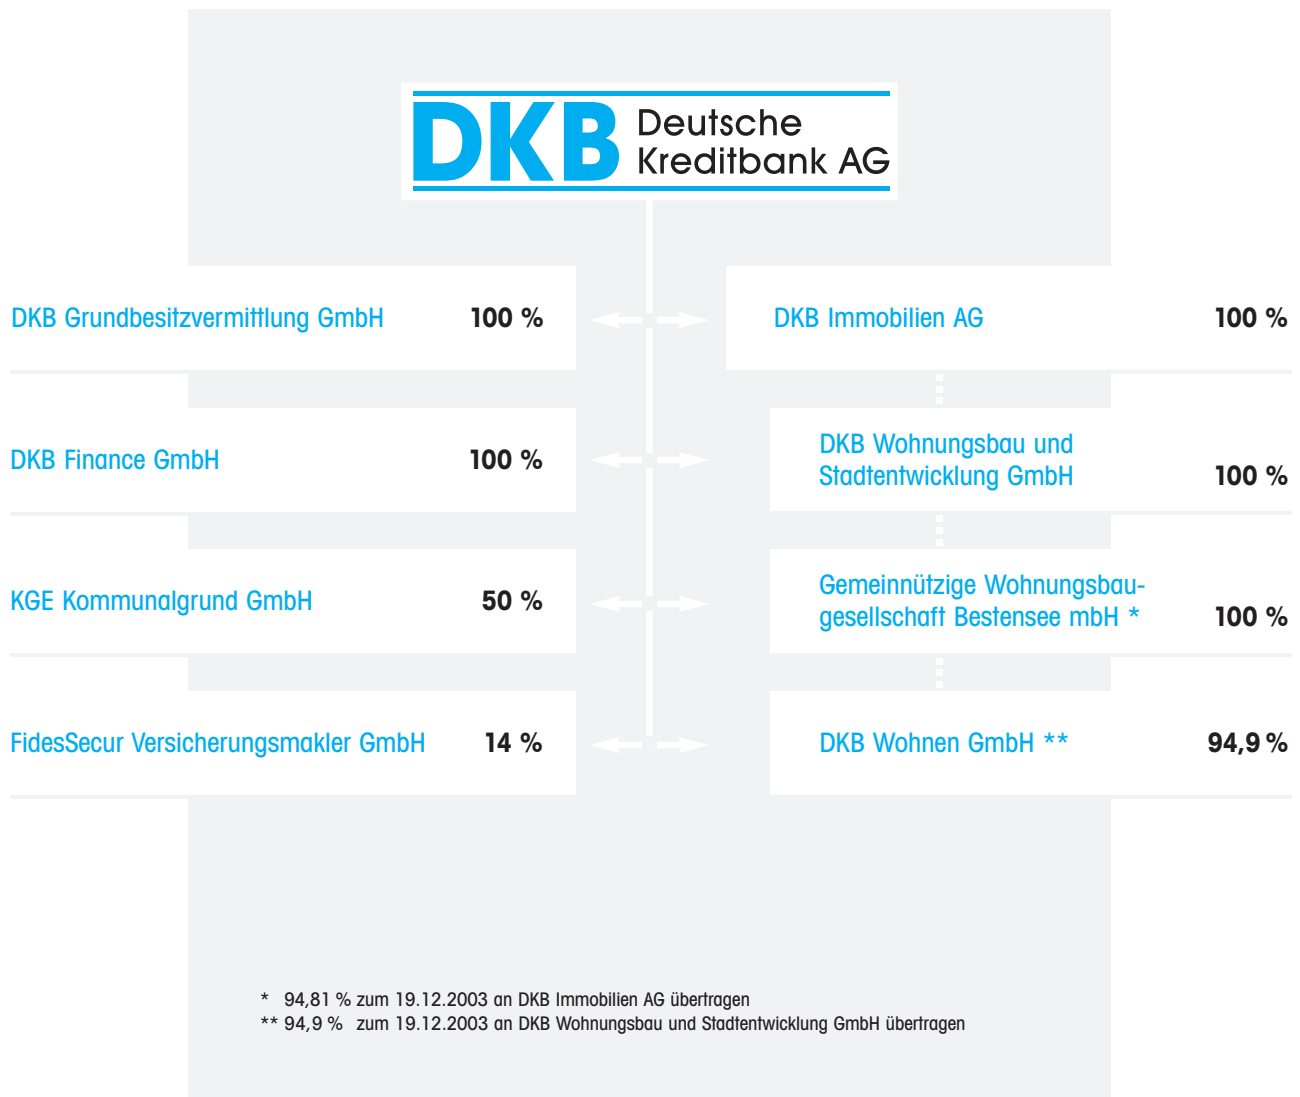 DKB Deutsche
Kreditbank AG
DKB Grundbesitzvermittlung GmbH 100 %
DKB Finance GmbH 100 %
KGE Kommunalgrund GmbH 50 %
FidesSecur Versicherungsmakler GmbH 14 %
DKB Immobilien AG 100 %
DKB Wohnungsbau und
Stadtentwicklung GmbH 100 %
Gemeinnützige Wohnungsbau-
gesellschaft Bestensee mbH * 100 %
DKB Wohnen GmbH ** 94,9 %
* 94,81 % zum 19.12.2003 an DKB Immobilien AG übertragen
** 94,9 % zum 19.12.2003 an DKB Wohnungsbau und Stadtentwicklung GmbH übertragen